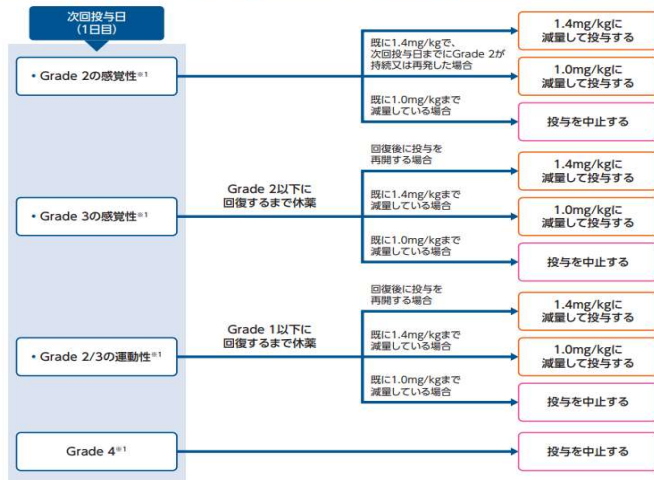 次回投与日
(1日目)
• Grade 2の感覚性※1
1.4mg/kgに
減量して投与する
既に1.4mg/kgで、
次回投与日までにGrade 2が
持続又は再発した場合
1.0mg/kgに
減量して投与する
既に1.0mg/kgまで
減量している場合
投与を中止する
• Grade 3の感覚性※1
Grade 2以下に
回復するまで休薬
回復後に投与を
再開する場合
1.4mg/kgに
減量して投与する
既に1.4mg/kgまで
減量している場合
1.0mg/kgに
減量して投与する
既に1.0mg/kgまで
減量している場合
投与を中止する
• Grade 2/3の運動性※1
Grade 1以下に
回復するまで休薬
回復後に投与を
再開する場合
1.4mg/kgに
減量して投与する
既に1.4mg/kgまで
減量している場合
1.0mg/kgに
減量して投与する
既に1.0mg/kgまで
減量している場合
投与を中止する
Grade 4※1
投与を中止する